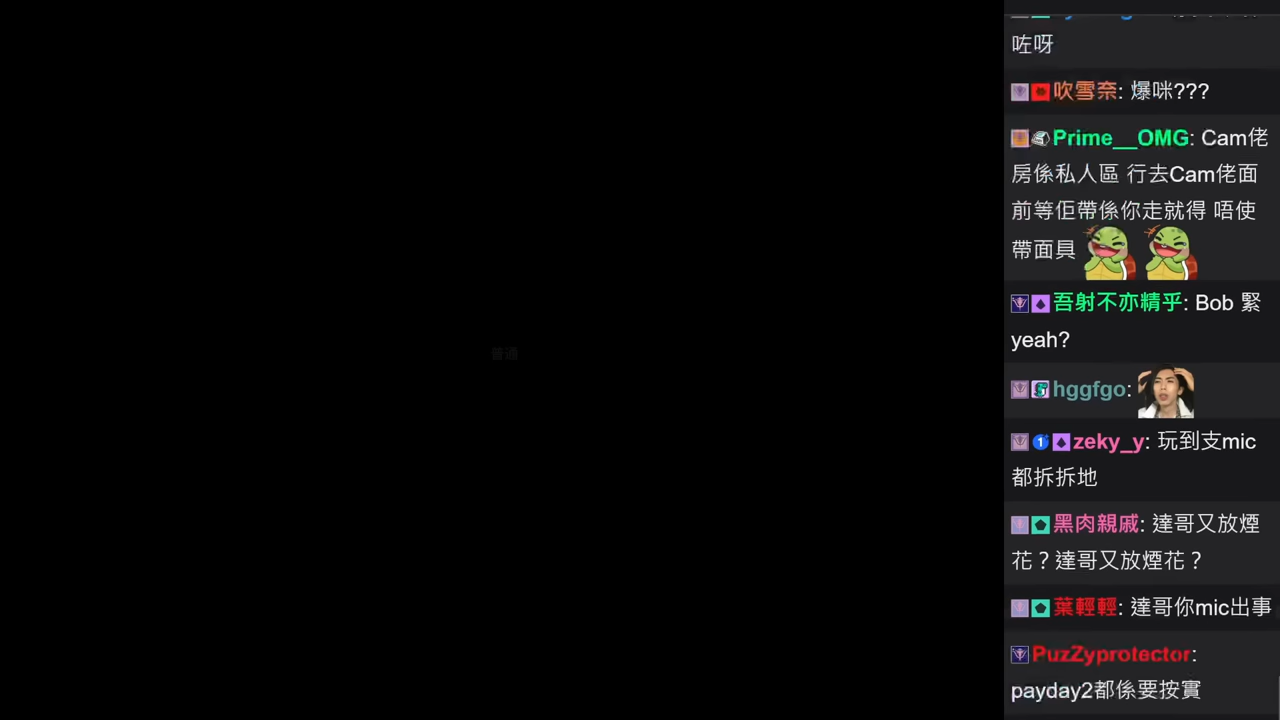 普通
咗呀
吹雪奈: 爆咪???
Prime__OMG: Cam佬
房係私人區 行去Cam佬面
前等佢帶係你走就得 唔使
帶面具
吾射不亦精乎: Bob 緊
yeah?
hggfgo:
zeky_y: 玩到支mic
都拆拆地
黑肉親戚: 達哥又放煙
花？達哥又放煙花？
葉輕輕: 達哥你mic出事
PuzZyprotector:
payday2都係要按實